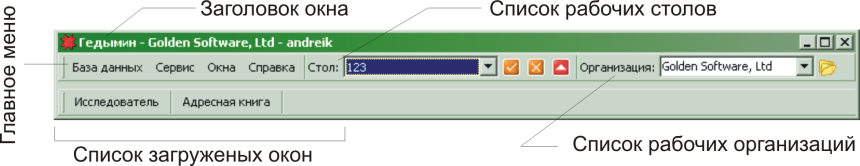 Заголовок окна
Список рабочих столов
Главное меню
Гедымин - Golden Software, Ltd - andreik
База данных Сервис Окна Справка Стол: 123 Организация: Golden Software, Ltd
Исследователь Адресная книга
Список загруженых окон
Список рабочих организаций